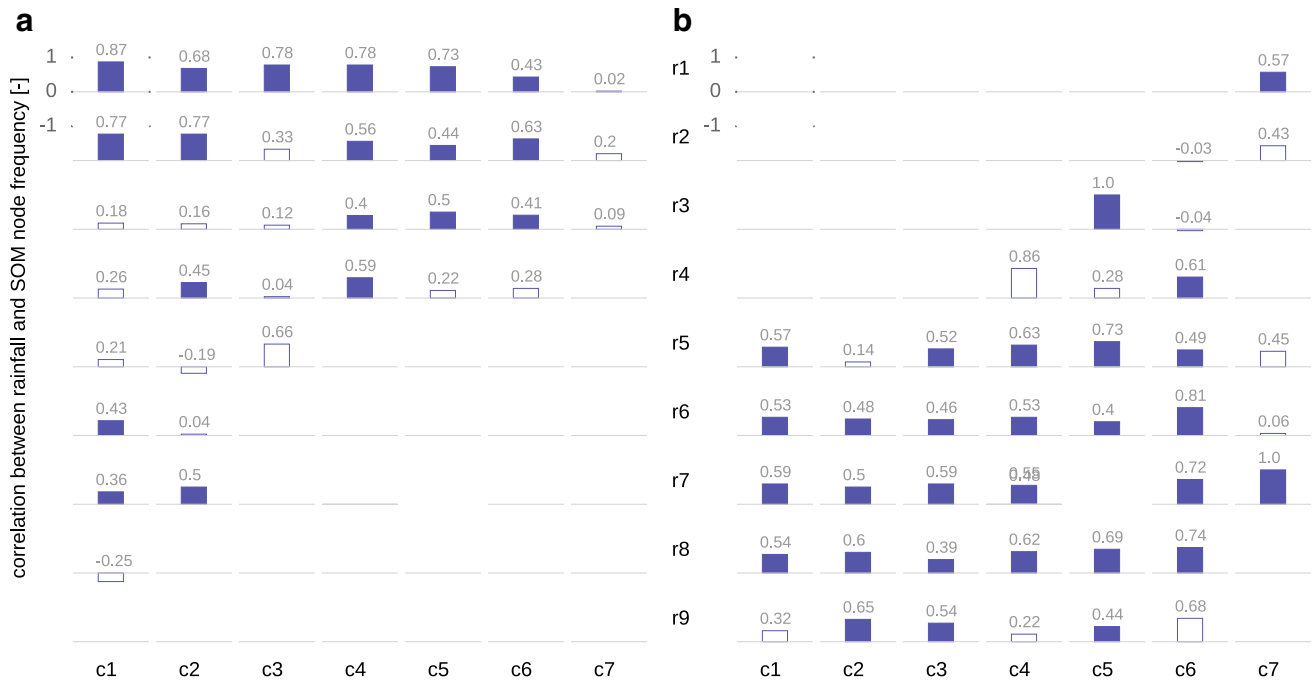 a
b
correlation between rainfall and SOM node frequency [-]
1
0
-1
0.87 0.68 0.78 0.78 0.73 0.43 0.02
0.77 0.77 0.33 0.56 0.44 0.63 0.2
0.18 0.16 0.12 0.4 0.5 0.41 0.09
0.26 0.45 0.04 0.59 0.22 0.28
0.21 -0.19 0.66
0.43 0.04
0.36 0.5
-0.25
c1 c2 c3 c4 c5 c6 c7
1
0
-1
r1 0.57
r2 -0.03 0.43
r3 1.0 -0.04
r4 0.86 0.28 0.61
r5 0.57 0.14 0.52 0.63 0.73 0.49 0.45
r6 0.53 0.48 0.46 0.53 0.4 0.81 0.06
r7 0.59 0.5 0.59 0.55 0.48 0.72 1.0
r8 0.54 0.6 0.39 0.62 0.69 0.74
r9 0.32 0.65 0.54 0.22 0.44 0.68
c1 c2 c3 c4 c5 c6 c7